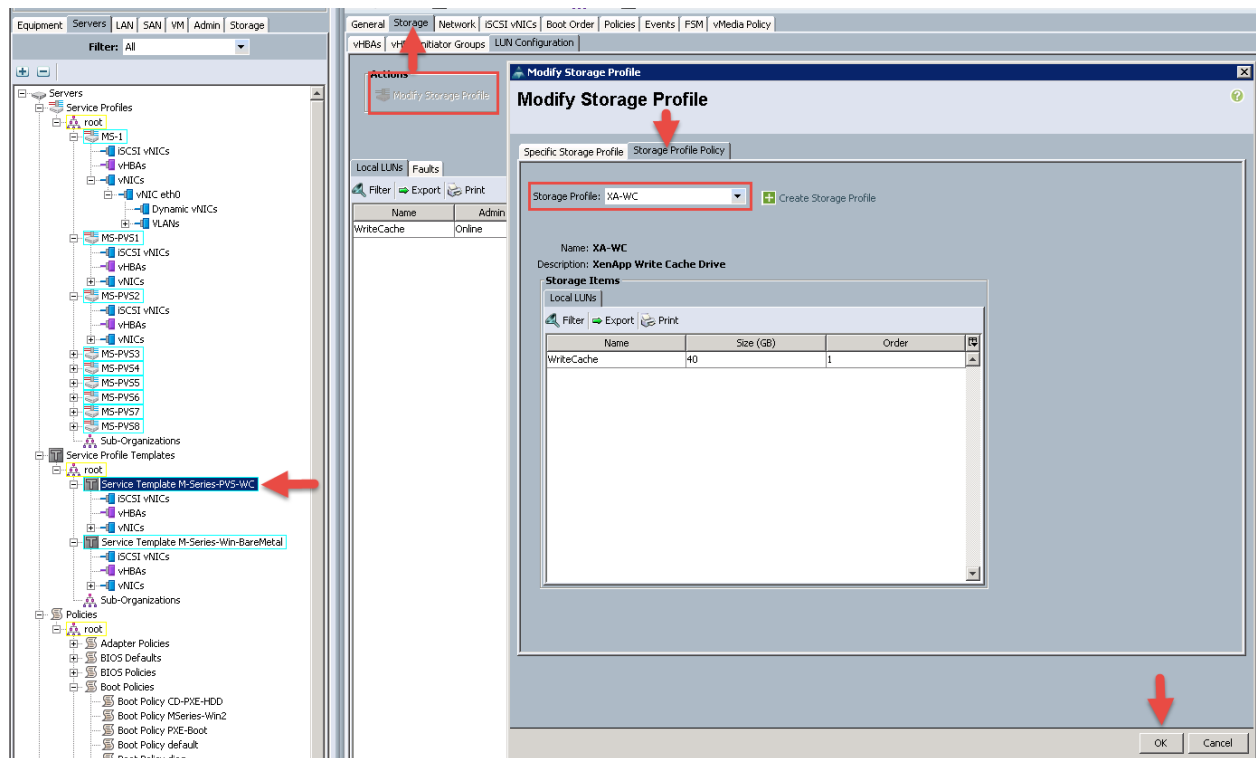 Equipment Servers LAN SAN VM Admin Storage
Filter: All
Servers
Service Profiles
root
MS-1
iSCSI vNICs
vHBAs
vNICs
vNIC eth0
Dynamic vNICs
VLANs
MS-PVS1
iSCSI vNICs
vHBAs
vNICs
MS-PVS2
iSCSI vNICs
vHBAs
vNICs
MS-PVS3
MS-PVS4
MS-PVS5
MS-PVS6
MS-PVS7
MS-PVS8
Sub-Organizations
Service Profile Templates
root
Service Template M-Series-PVS-WC
iSCSI vNICs
vHBAs
vNICs
Service Template M-Series-Win-BareMetal
iSCSI vNICs
vHBAs
vNICs
Sub-Organizations
Policies
root
Adapter Policies
BIOS Defaults
BIOS Policies
Boot Policies
Boot Policy CD-PXE-HDD
Boot Policy MSeries-Win2
Boot Policy PXE-Boot
Boot Policy default
Boot Policy diag
General Storage Network iSCSI vNICs Boot Order Policies Events FSM vMedia Policy
vHBAs Initiator Groups LUN Configuration
Actions
Modify Storage Profile
Local LUNs Faults
Filter Export Print
Name Admin
WriteCache Online
Modify Storage Profile
Modify Storage Profile
Specific Storage Profile Storage Profile Policy
Storage Profile: XA-WC Create Storage Profile
Name: XA-WC
Description: XenApp Write Cache Drive
Storage Items
Local LUNs
Filter Export Print
Name Size (GB) Order
WriteCache 40 1
OK Cancel